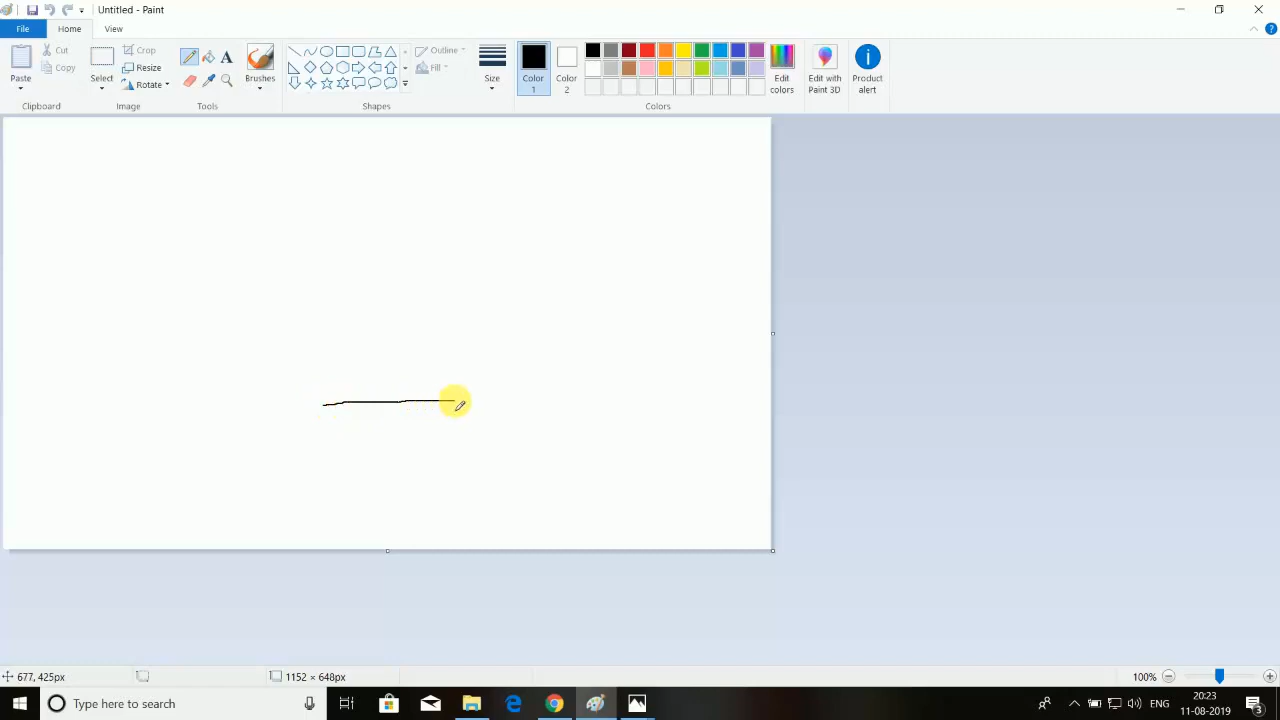 Untitled - Paint
File Home View
Paste
Cut
Copy
Clipboard
Select
Crop
Resize
Rotate
Image
A
Tools
Brushes
Outline
Fill
Shapes
Size
Color 1
Color 2
Edit colors
Colors
Edit with Paint 3D
Product alert
677, 425px
1152 × 648px
100%
Type here to search
ENG
20:23
11-08-2019
3